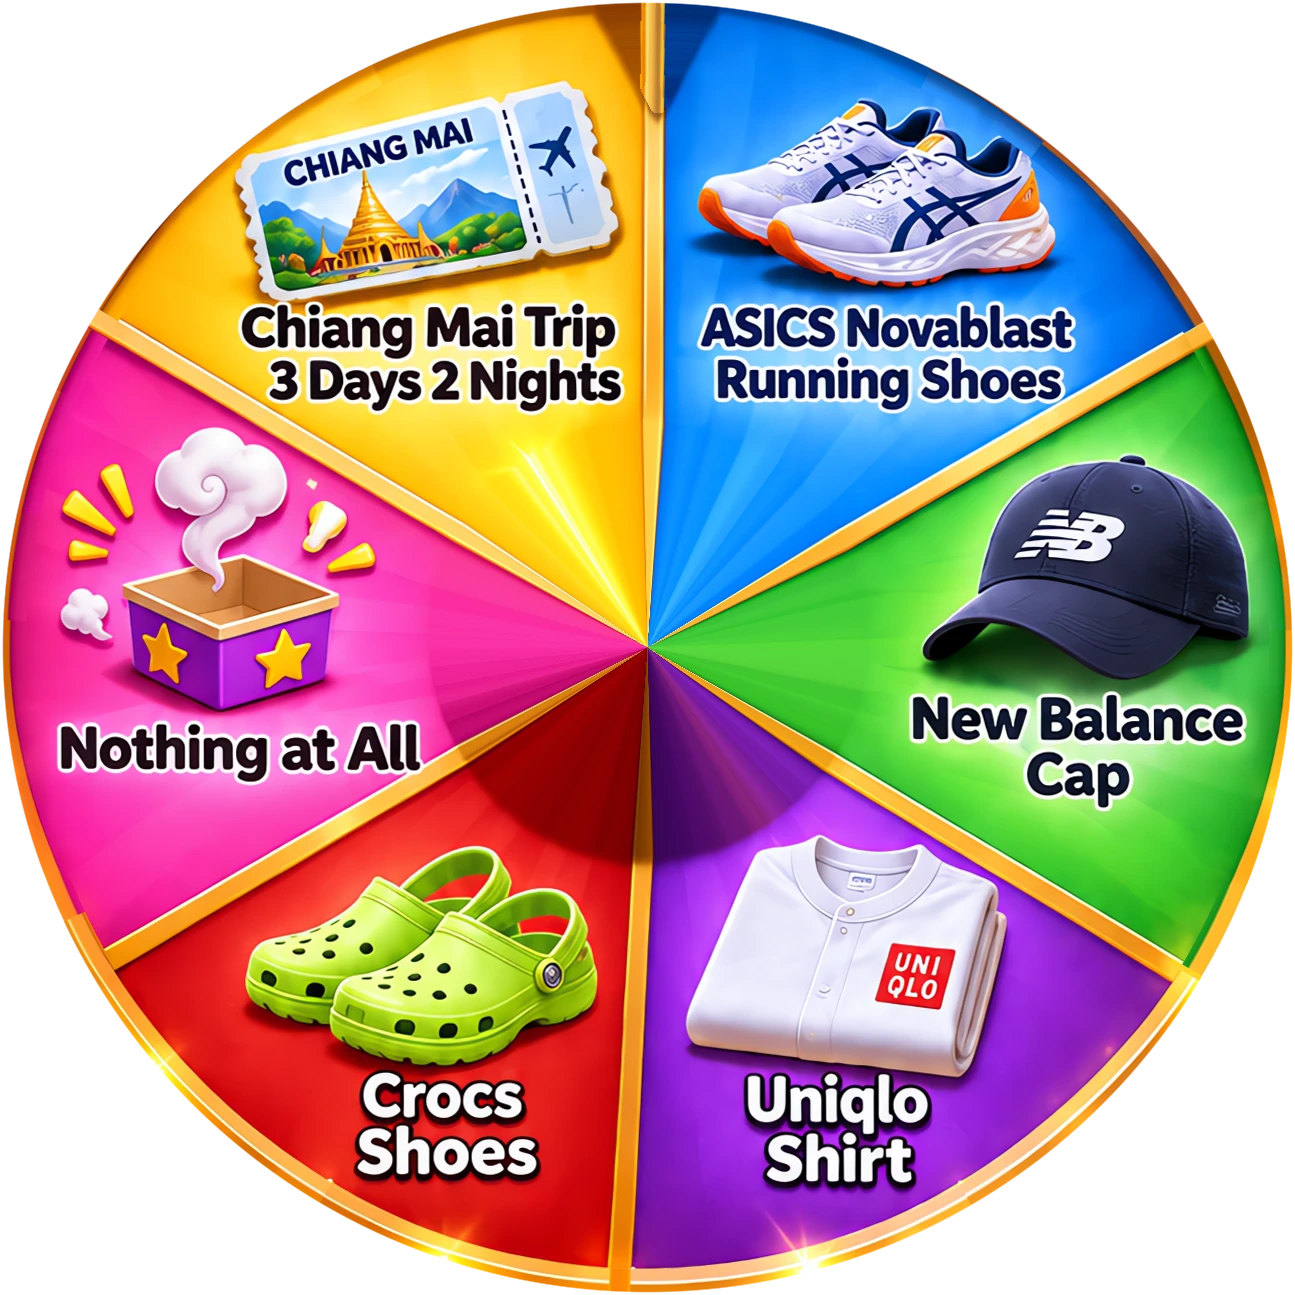 CHIANG MAI
Chiang Mai Trip
3 Days 2 Nights
ASICS Novablast
Running Shoes
NB
New Balance
Cap
Nothing at All
Crocs
Shoes
UNI
QLO
Uniqlo
Shirt